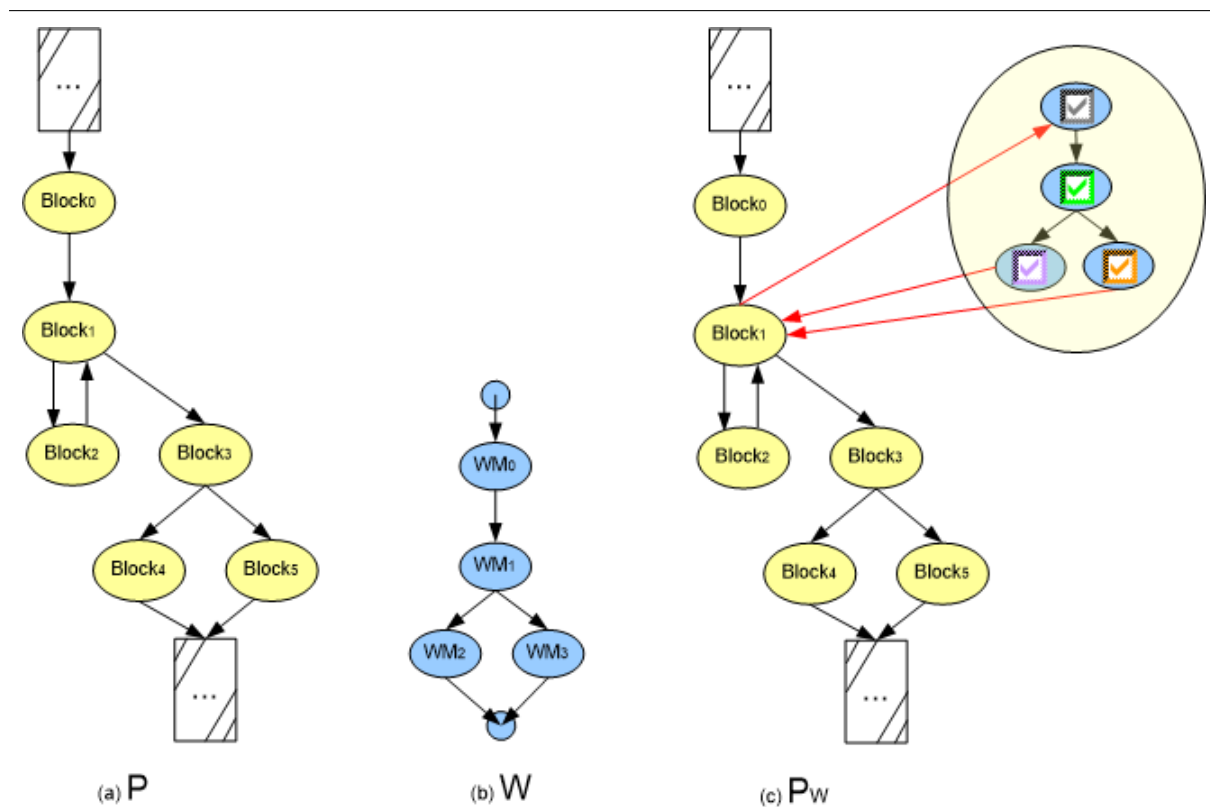 ...
Block0
Block1
Block2
Block3
Block4
Block5
...
(a) P
WM0
WM1
WM2
WM3
(b) W
...
Block0
Block1
Block2
Block3
Block4
Block5
...
(c) PW